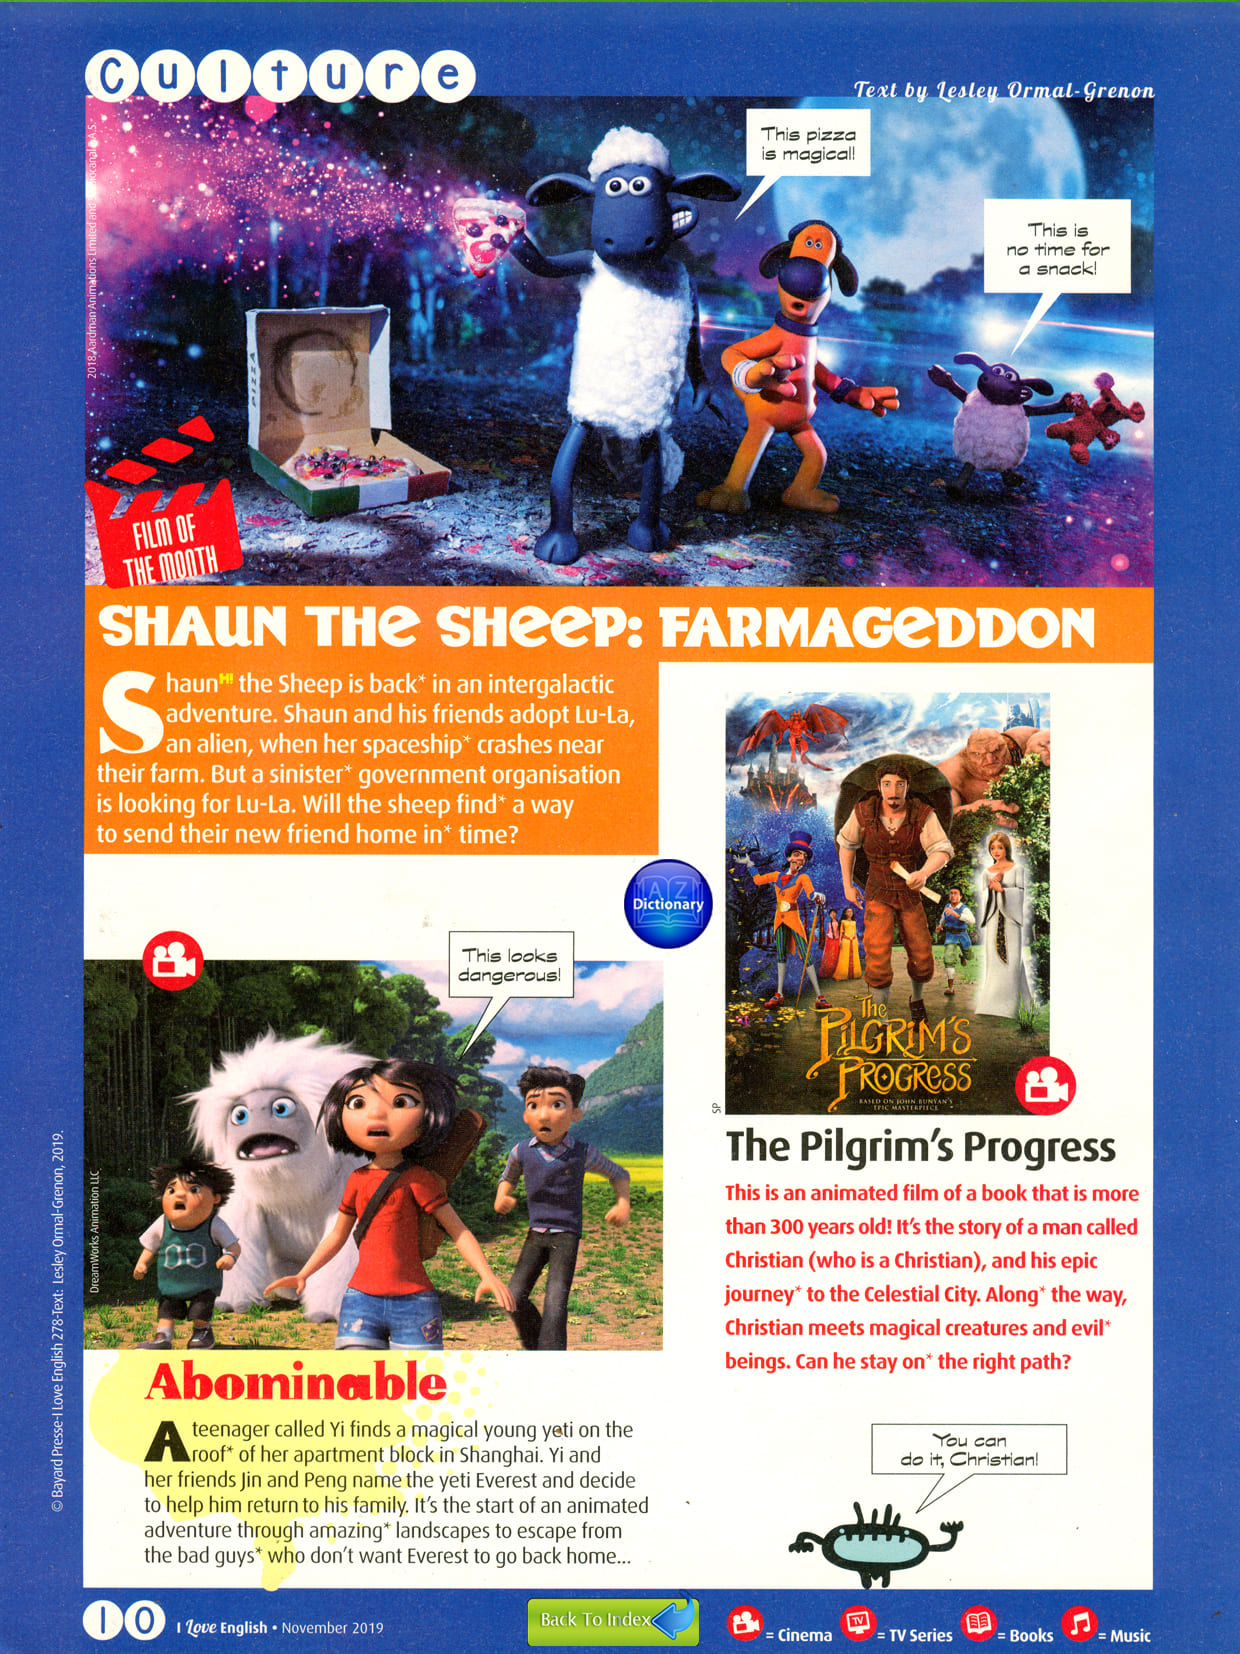 Culture
Text by Lesley Ormal-Grenon
This pizza
is magical!
This is
no time for
a snack!
PIZZA
FILM OF
THE MONTH
SHAUN THE SHEEP: FARMAGEDDON
ShaunH! the Sheep is back* in an intergalactic
adventure. Shaun and his friends adopt Lu-La,
an alien, when her spaceship* crashes near
their farm. But a sinister* government organisation
is looking for Lu-La. Will the sheep find* a way
to send their new friend home in* time?
A Z
Dictionary
The
PILGRIM'S
PROGRESS
BASED ON JOHN BUNYAN'S
EPIC MASTERPIECE
SP
The Pilgrim's Progress
This is an animated film of a book that is more
than 300 years old! It's the story of a man called
Christian (who is a Christian), and his epic
journey* to the Celestial City. Along* the way,
Christian meets magical creatures and evil*
beings. Can he stay on* the right path?
You can
do it, Christian!
This looks
dangerous!
00
DreamWorks Animation LLC
Abominable
A teenager called Yi finds a magical young yeti on the
roof* of her apartment block in Shanghai. Yi and
her friends Jin and Peng name the yeti Everest and decide
to help him return to his family. It's the start of an animated
adventure through amazing* landscapes to escape from
the bad guys* who don't want Everest to go back home...
© Bayard Presse-I Love English 278-Text: Lesley Ormal-Grenon, 2019.
10
I Love English • November 2019
Back To Index
= Cinema
TV
= TV Series
= Books
= Music